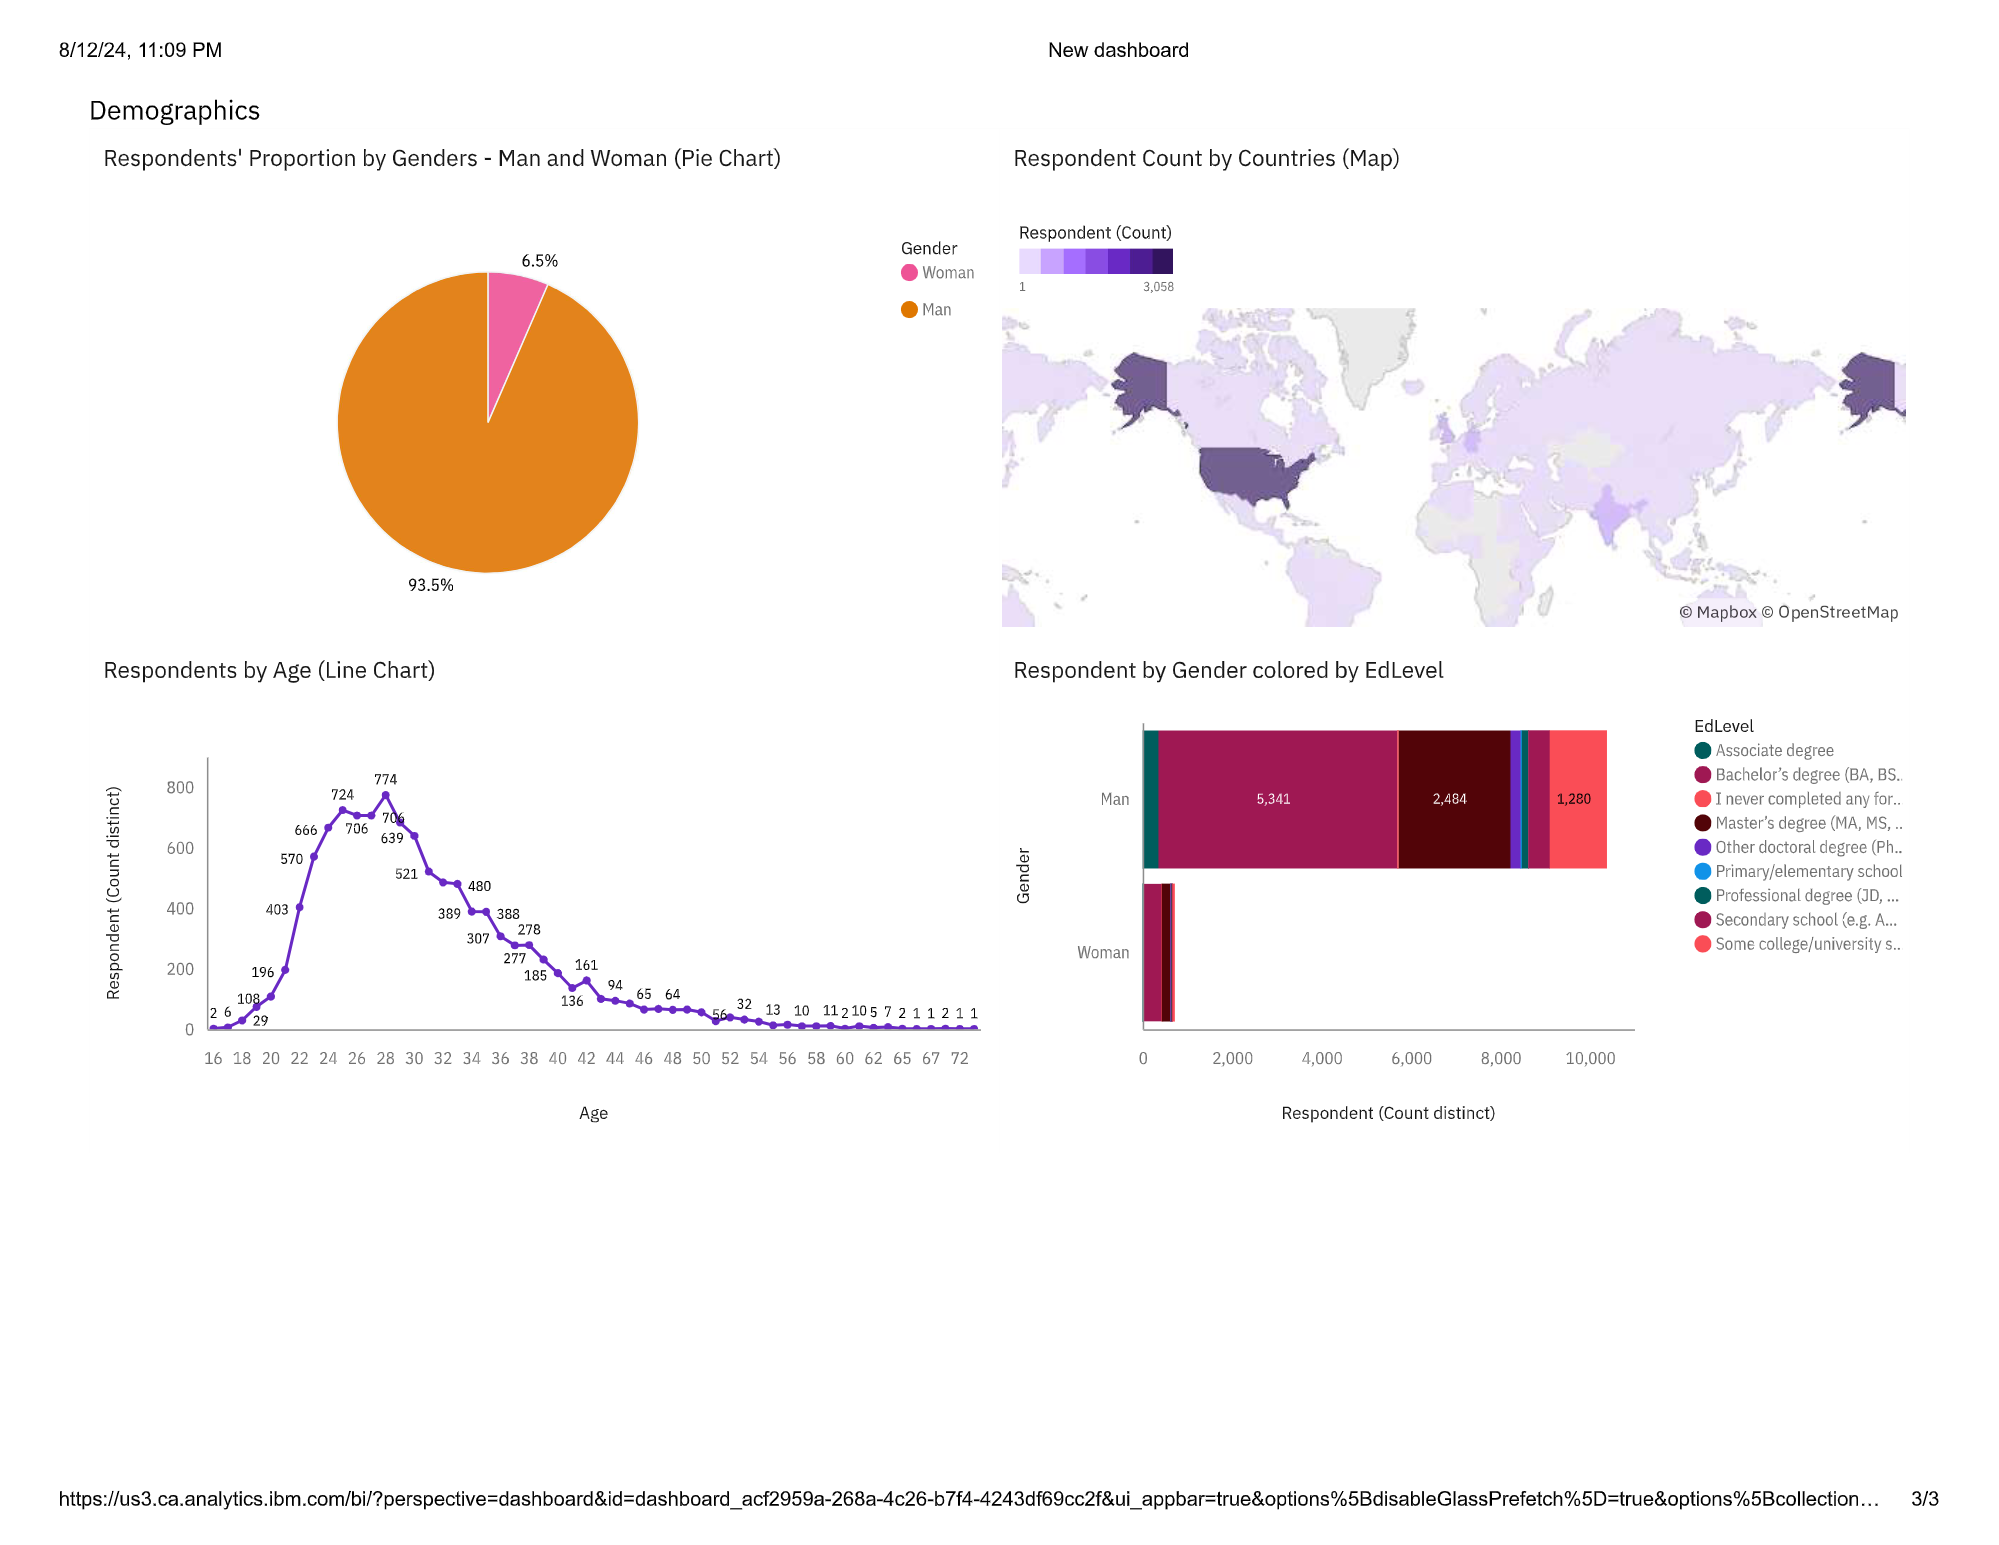 8/12/24, 11:09 PM
New dashboard
Demographics
Respondents' Proportion by Genders - Man and Woman (Pie Chart)
6.5%
93.5%
Gender
Woman
Man
Respondent Count by Countries (Map)
Respondent (Count)
1 3,058
© Mapbox © OpenStreetMap
Respondents by Age (Line Chart)
Respondent (Count distinct)
800
600
400
200
0
2 6 29 108 196 403 570 666 724 706 774 706 639 521 480 389 388 307 277 278 185 136 161 94 65 64 56 32 13 10 11 2 10 5 7 2 1 1 2 1 1
16 18 20 22 24 26 28 30 32 34 36 38 40 42 44 46 48 50 52 54 56 58 60 62 65 67 72
Age
Respondent by Gender colored by EdLevel
Gender
Man
5,341 2,484 1,280
Woman
0 2,000 4,000 6,000 8,000 10,000
Respondent (Count distinct)
EdLevel
Associate degree
Bachelor’s degree (BA, BS..
I never completed any for..
Master’s degree (MA, MS, ..
Other doctoral degree (Ph..
Primary/elementary school
Professional degree (JD, ...
Secondary school (e.g. A...
Some college/university s..
https://us3.ca.analytics.ibm.com/bi/?perspective=dashboard&id=dashboard_acf2959a-268a-4c26-b7f4-4243df69cc2f&ui_appbar=true&options%5BdisableGlassPrefetch%5D=true&options%5Bcollection…
3/3